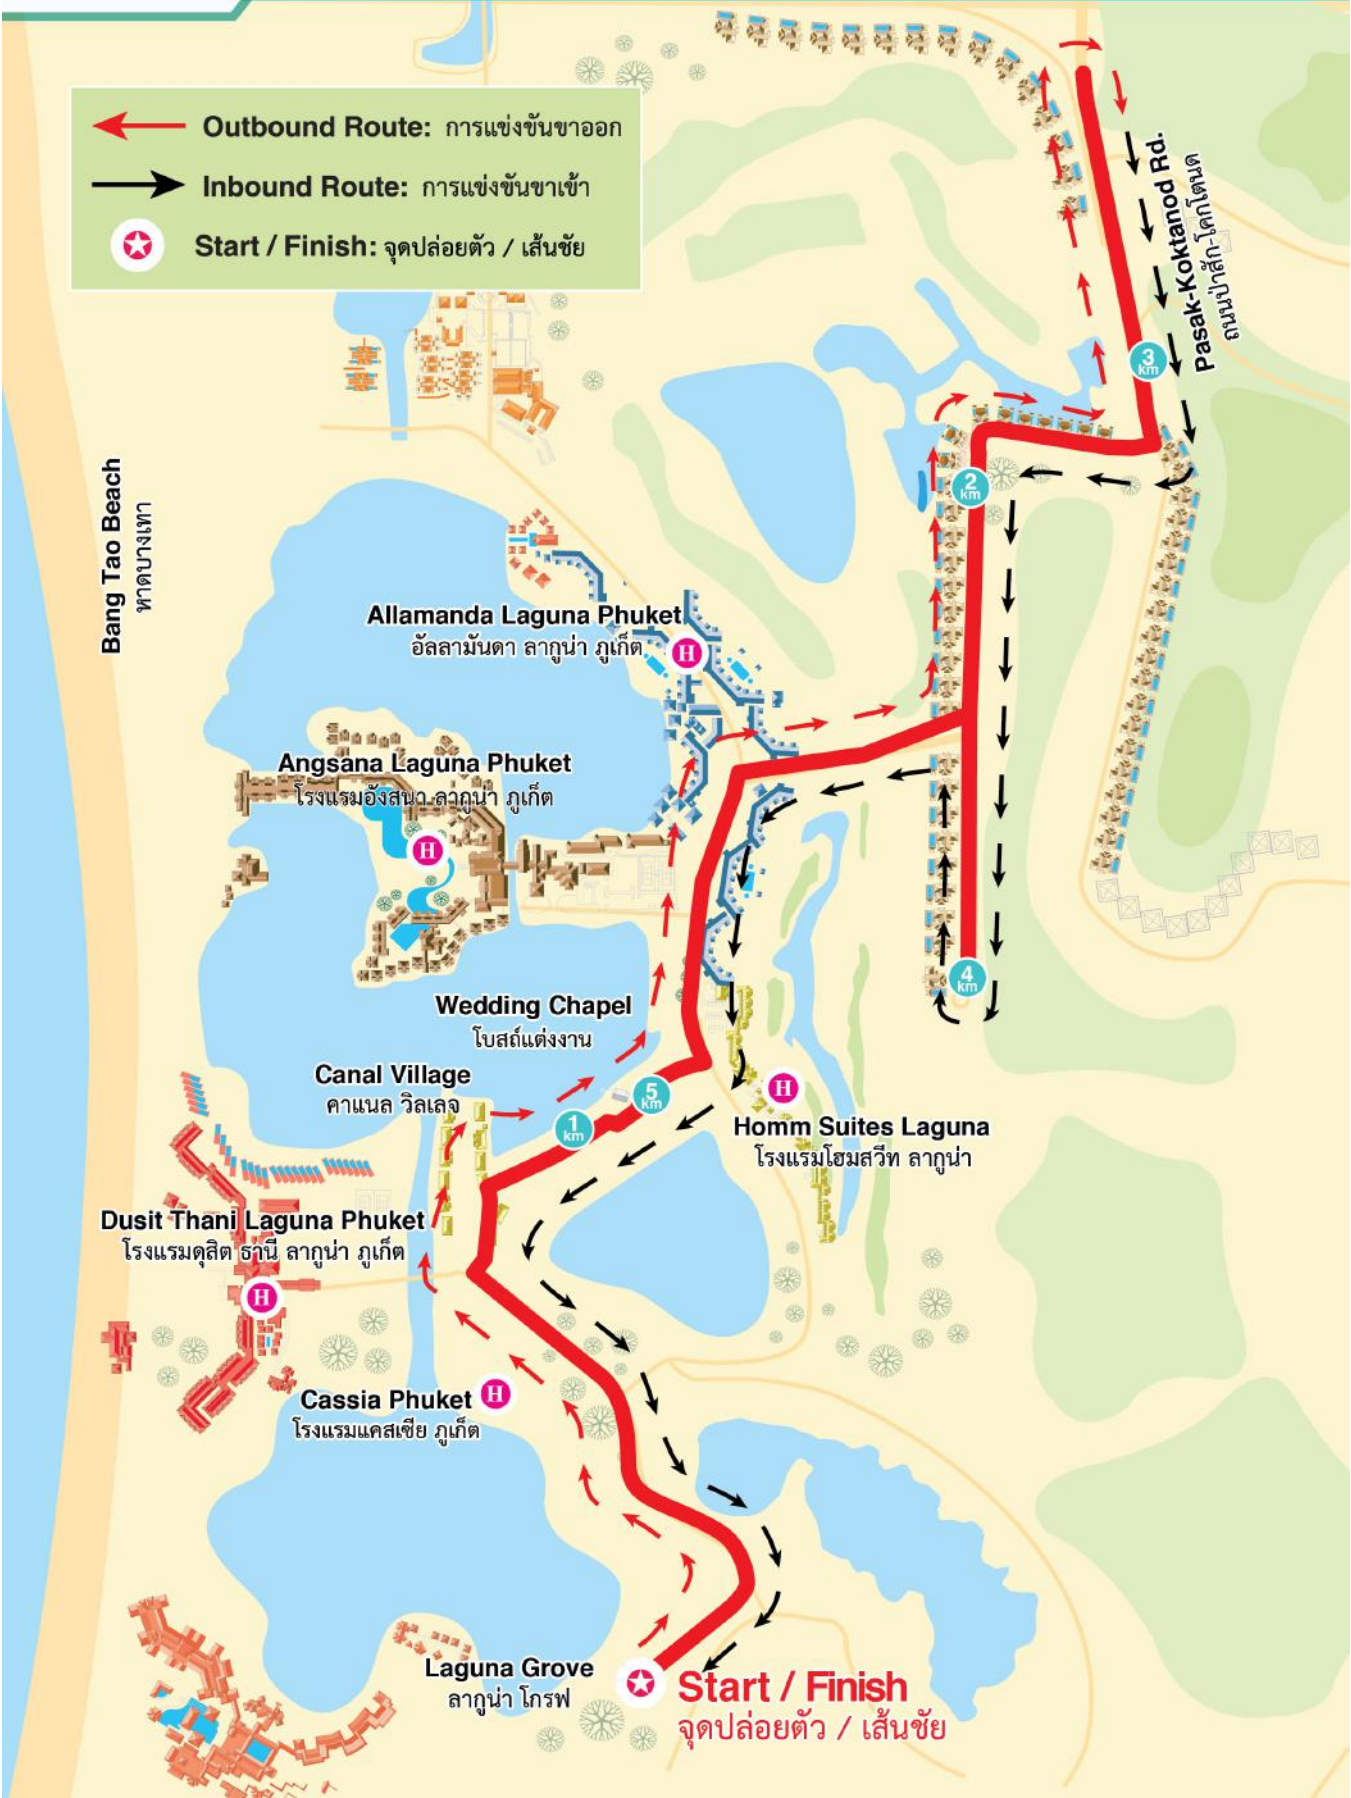 Outbound Route: การแข่งขันขาออก
Inbound Route: การแข่งขันขาเข้า
Start / Finish: จุดปล่อยตัว / เส้นชัย
Pasak-Koktanod Rd.
ถนนป่าสัก-โคกโตนด
3
km
2
km
Bang Tao Beach
หาดบางเทา
Allamanda Laguna Phuket
อัลลามันดา ลากูน่า ภูเก็ต
H
Angsana Laguna Phuket
โรงแรมอังสนา ลากูน่า ภูเก็ต
H
4
km
Wedding Chapel
โบสถ์แต่งงาน
Canal Village
คาแนล วิลเลจ
5
km
1
km
H
Homm Suites Laguna
โรงแรมโฮมสวีท ลากูน่า
Dusit Thani Laguna Phuket
โรงแรมดุสิต ธานี ลากูน่า ภูเก็ต
H
Cassia Phuket
H
โรงแรมแคสเซีย ภูเก็ต
Laguna Grove
ลากูน่า โกรฟ
Start / Finish
จุดปล่อยตัว / เส้นชัย